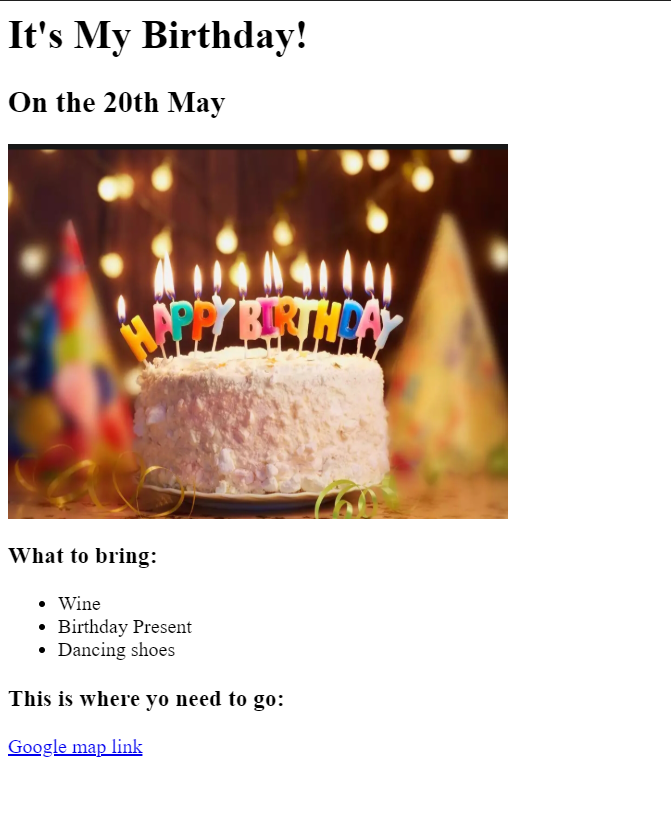 It's My Birthday!
On the 20th May
HAPPY BIRTHDAY
What to bring:
Wine
Birthday Present
Dancing shoes
This is where yo need to go:
Google map link